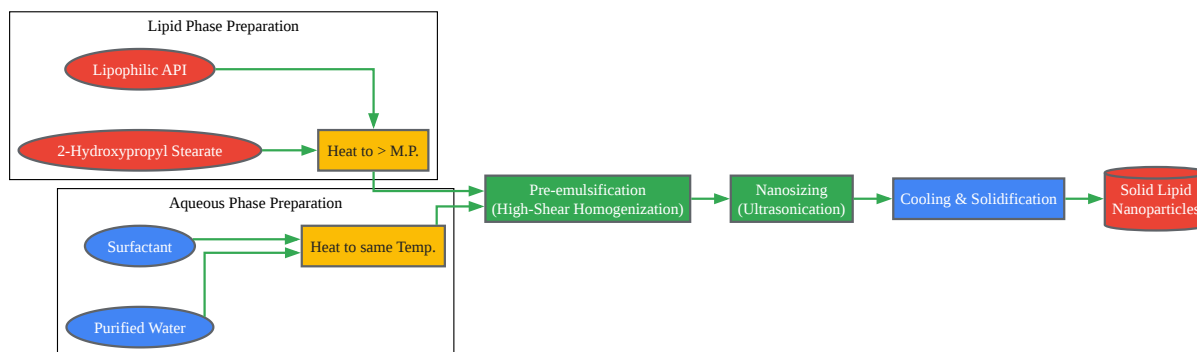 Lipid Phase Preparation
Lipophilic API
2-Hydroxypropyl Stearate
Heat to > M.P.
Aqueous Phase Preparation
Surfactant
Heat to same Temp.
Purified Water
Pre-emulsification
(High-Shear Homogenization)
Nanosizing
(Ultrasonication)
Cooling & Solidification
Solid Lipid
Nanoparticles